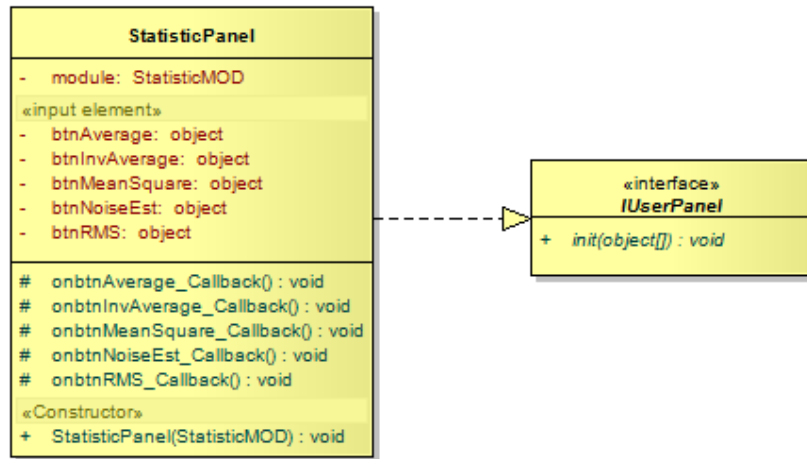 StatisticPanel
- module: StatisticMOD
«input element»
- btnAverage: object
- btnInvAverage: object
- btnMeanSquare: object
- btnNoiseEst: object
- btnRMS: object
# onbtnAverage_Callback() : void
# onbtnInvAverage_Callback() : void
# onbtnMeanSquare_Callback() : void
# onbtnNoiseEst_Callback() : void
# onbtnRMS_Callback() : void
«Constructor»
+ StatisticPanel(StatisticMOD) : void
«interface»
IUserPanel
+ init(object[]) : void